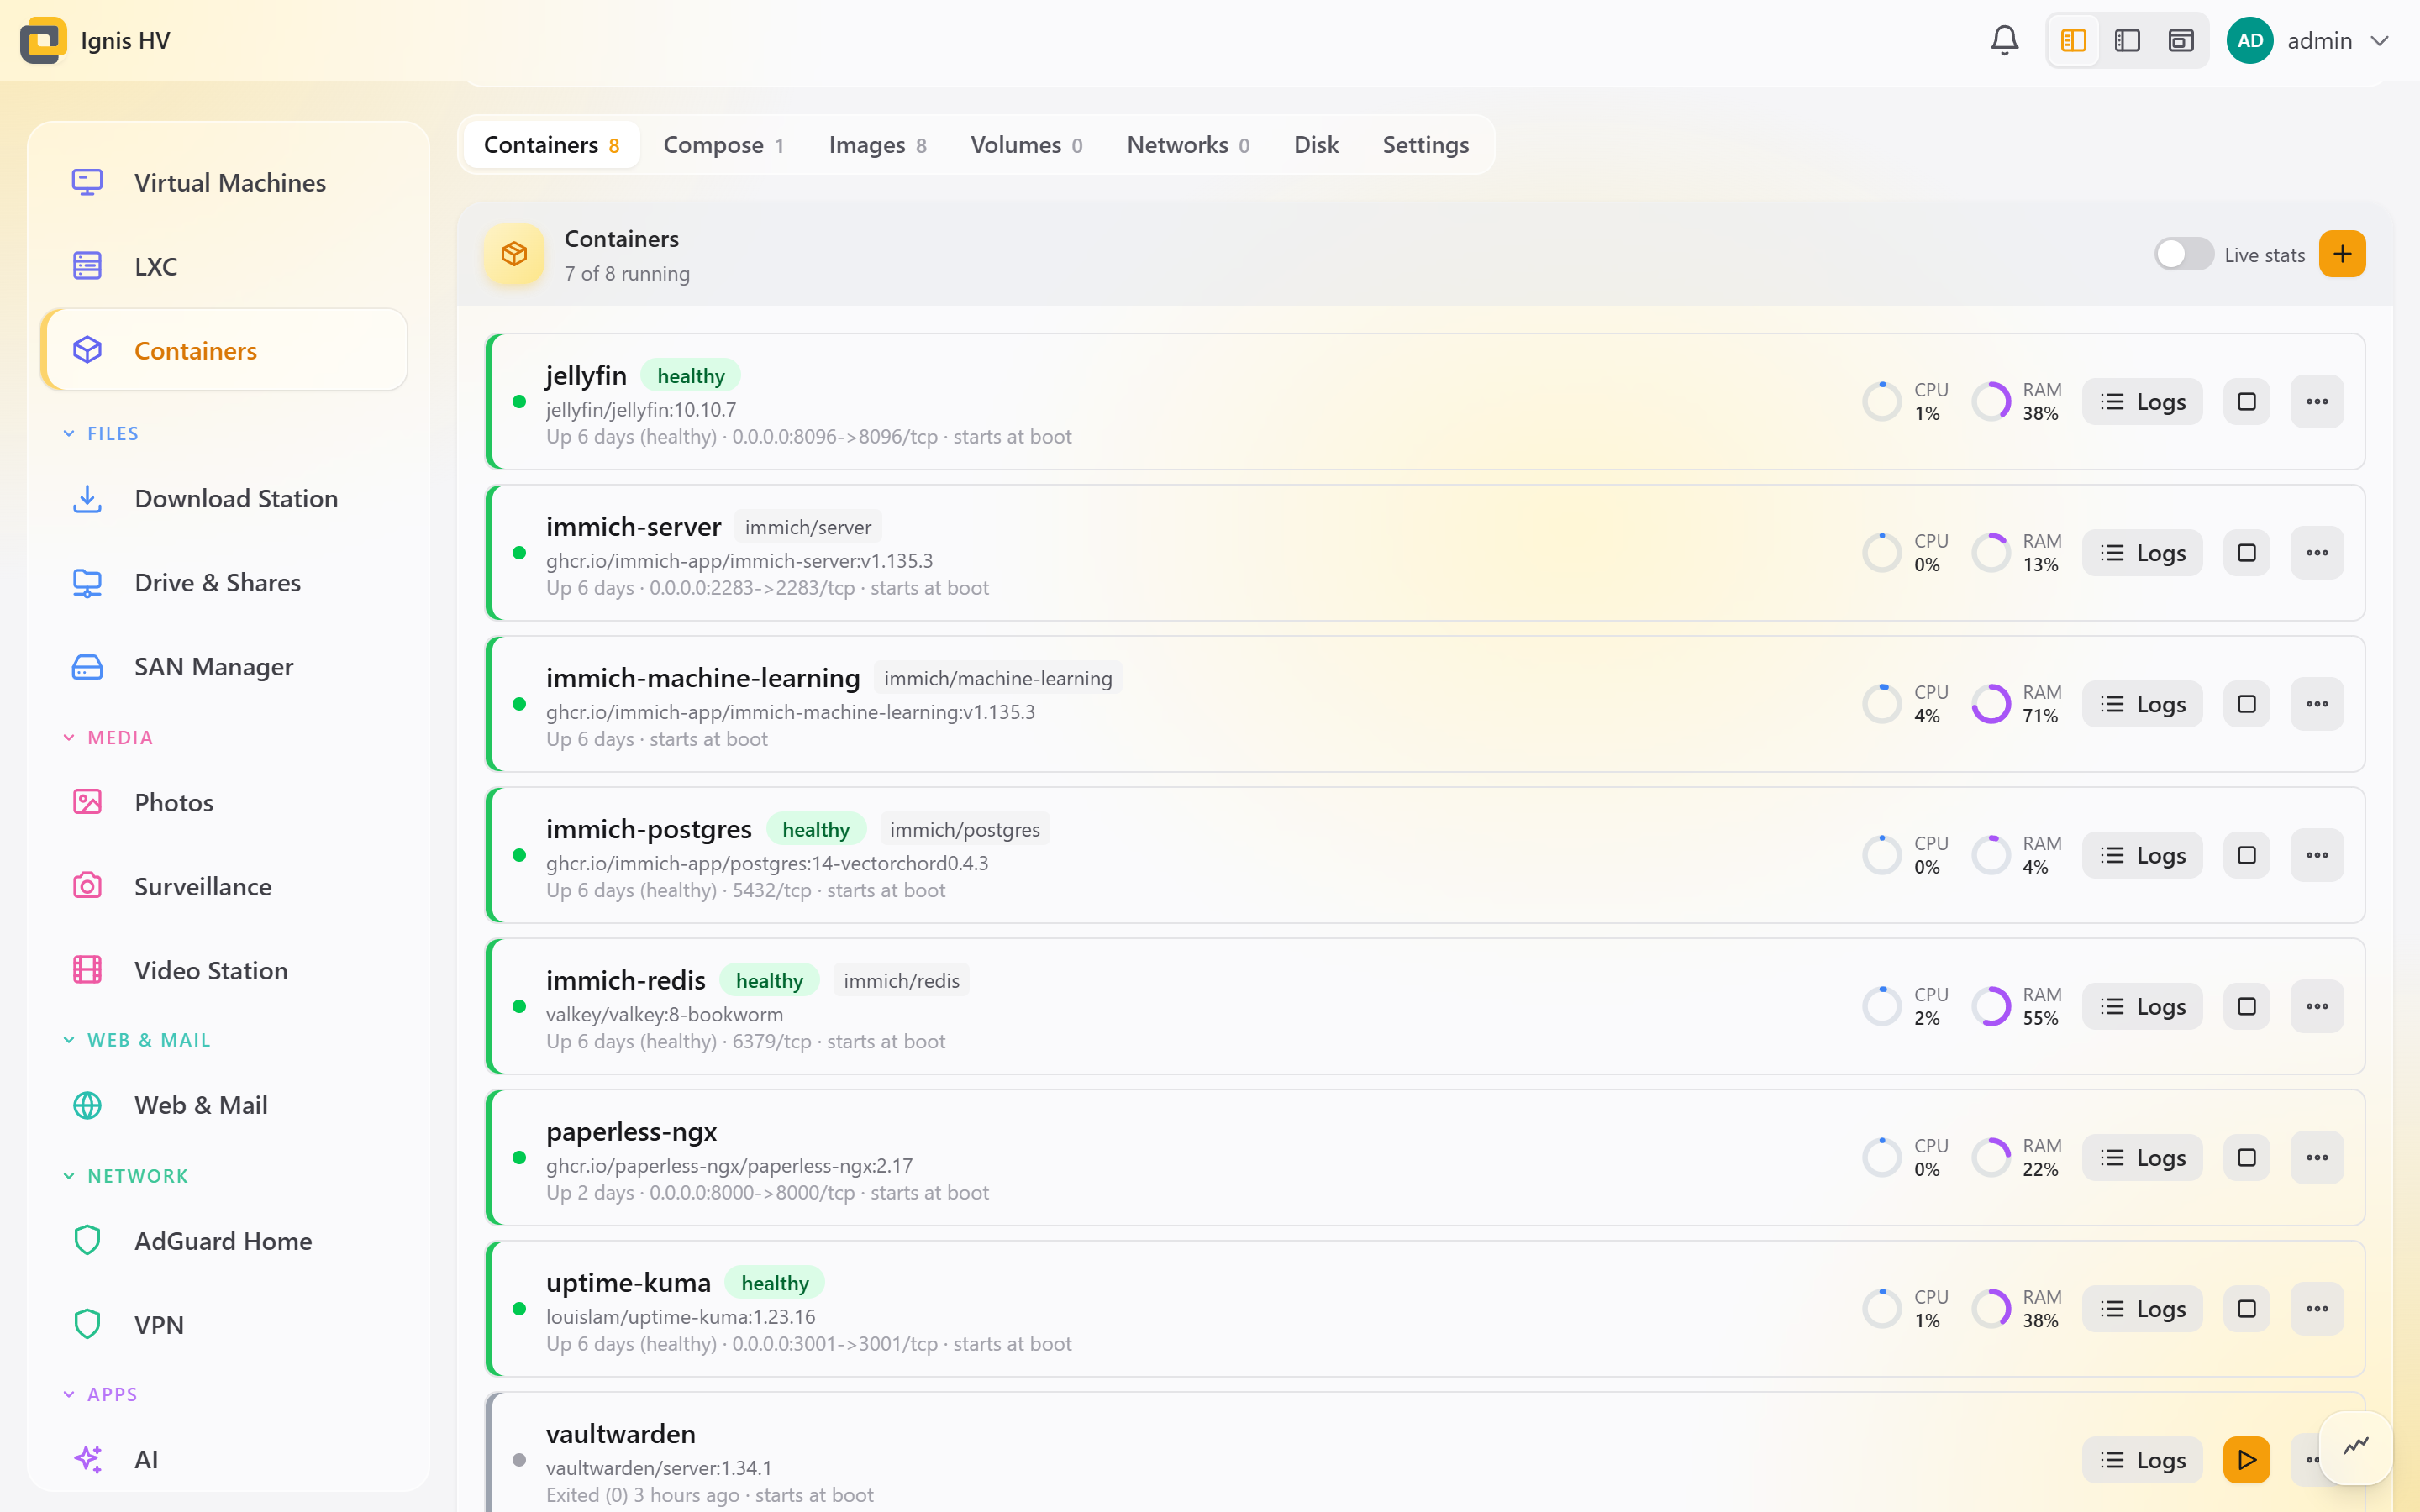 Ignis HV
AD admin
Virtual Machines
LXC
Containers
FILES
Download Station
Drive & Shares
SAN Manager
MEDIA
Photos
Surveillance
Video Station
WEB & MAIL
Web & Mail
NETWORK
AdGuard Home
VPN
APPS
AI
Containers 8 Compose 1 Images 8 Volumes 0 Networks 0 Disk Settings
Containers
7 of 8 running
Live stats
jellyfin healthy
jellyfin/jellyfin:10.10.7
Up 6 days (healthy) · 0.0.0.0:8096->8096/tcp · starts at boot
CPU 1% RAM 38% Logs
immich-server immich/server
ghcr.io/immich-app/immich-server:v1.135.3
Up 6 days · 0.0.0.0:2283->2283/tcp · starts at boot
CPU 0% RAM 13% Logs
immich-machine-learning immich/machine-learning
ghcr.io/immich-app/immich-machine-learning:v1.135.3
Up 6 days · starts at boot
CPU 4% RAM 71% Logs
immich-postgres healthy immich/postgres
ghcr.io/immich-app/postgres:14-vectorchord0.4.3
Up 6 days (healthy) · 5432/tcp · starts at boot
CPU 0% RAM 4% Logs
immich-redis healthy immich/redis
valkey/valkey:8-bookworm
Up 6 days (healthy) · 6379/tcp · starts at boot
CPU 2% RAM 55% Logs
paperless-ngx
ghcr.io/paperless-ngx/paperless-ngx:2.17
Up 2 days · 0.0.0.0:8000->8000/tcp · starts at boot
CPU 0% RAM 22% Logs
uptime-kuma healthy
louislam/uptime-kuma:1.23.16
Up 6 days (healthy) · 0.0.0.0:3001->3001/tcp · starts at boot
CPU 1% RAM 38% Logs
vaultwarden
vaultwarden/server:1.34.1
Exited (0) 3 hours ago · starts at boot
Logs